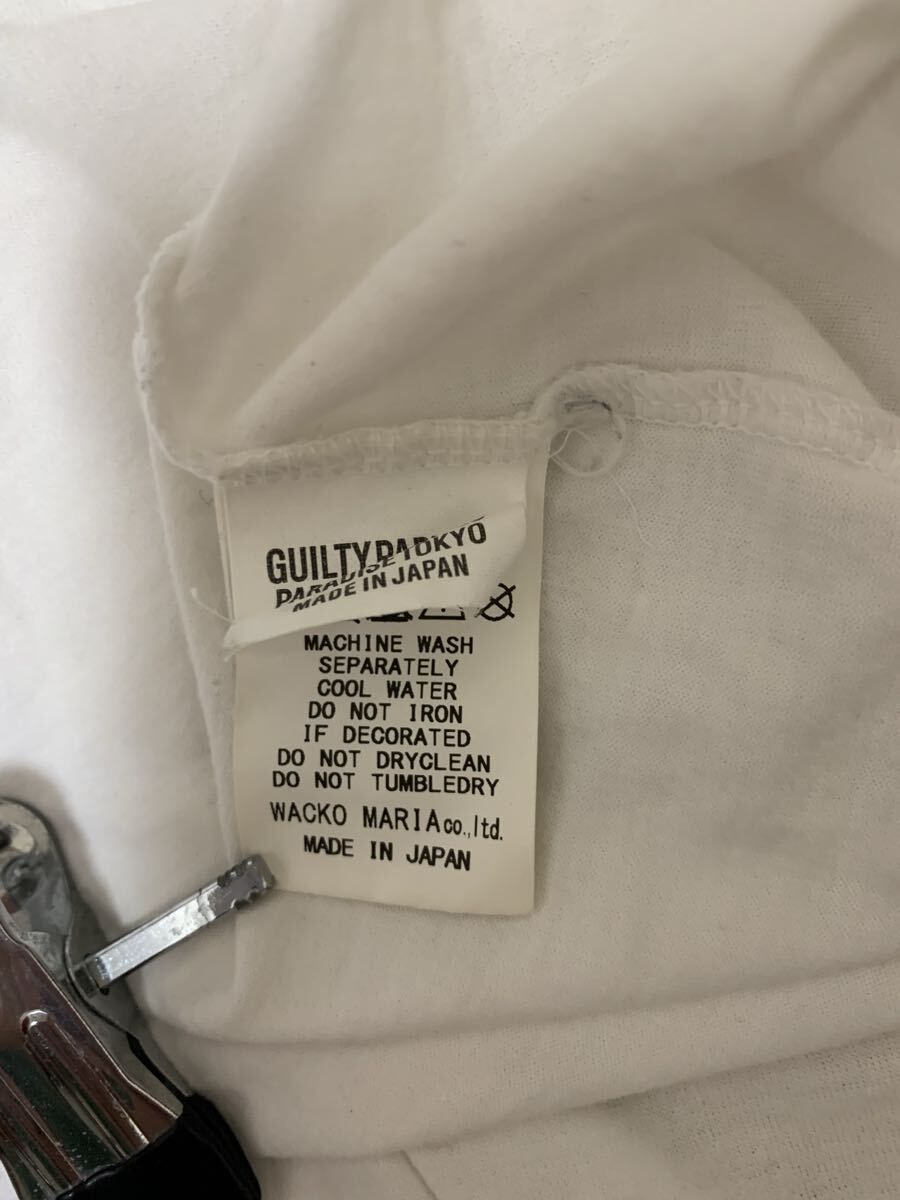 GUILTY PARTIES TOKYO
PARADISE
MADE IN JAPAN
MACHINE WASH
SEPARATELY
COOL WATER
DO NOT IRON
IF DECORATED
DO NOT DRYCLEAN
DO NOT TUMBLEDRY
WACKO MARIA co.,ltd.
MADE IN JAPAN